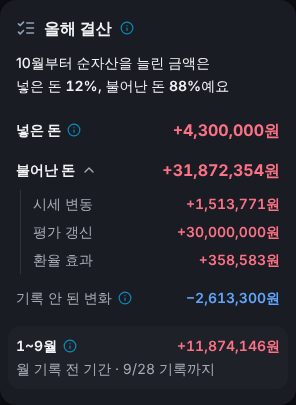 올해 결산
10월부터 순자산을 늘린 금액은
넣은 돈 12%, 불어난 돈 88%예요
넣은 돈 +4,300,000원
불어난 돈 +31,872,354원
시세 변동 +1,513,771원
평가 갱신 +30,000,000원
환율 효과 +358,583원
기록 안 된 변화 −2,613,300원
1~9월 +11,874,146원
월 기록 전 기간 · 9/28 기록까지